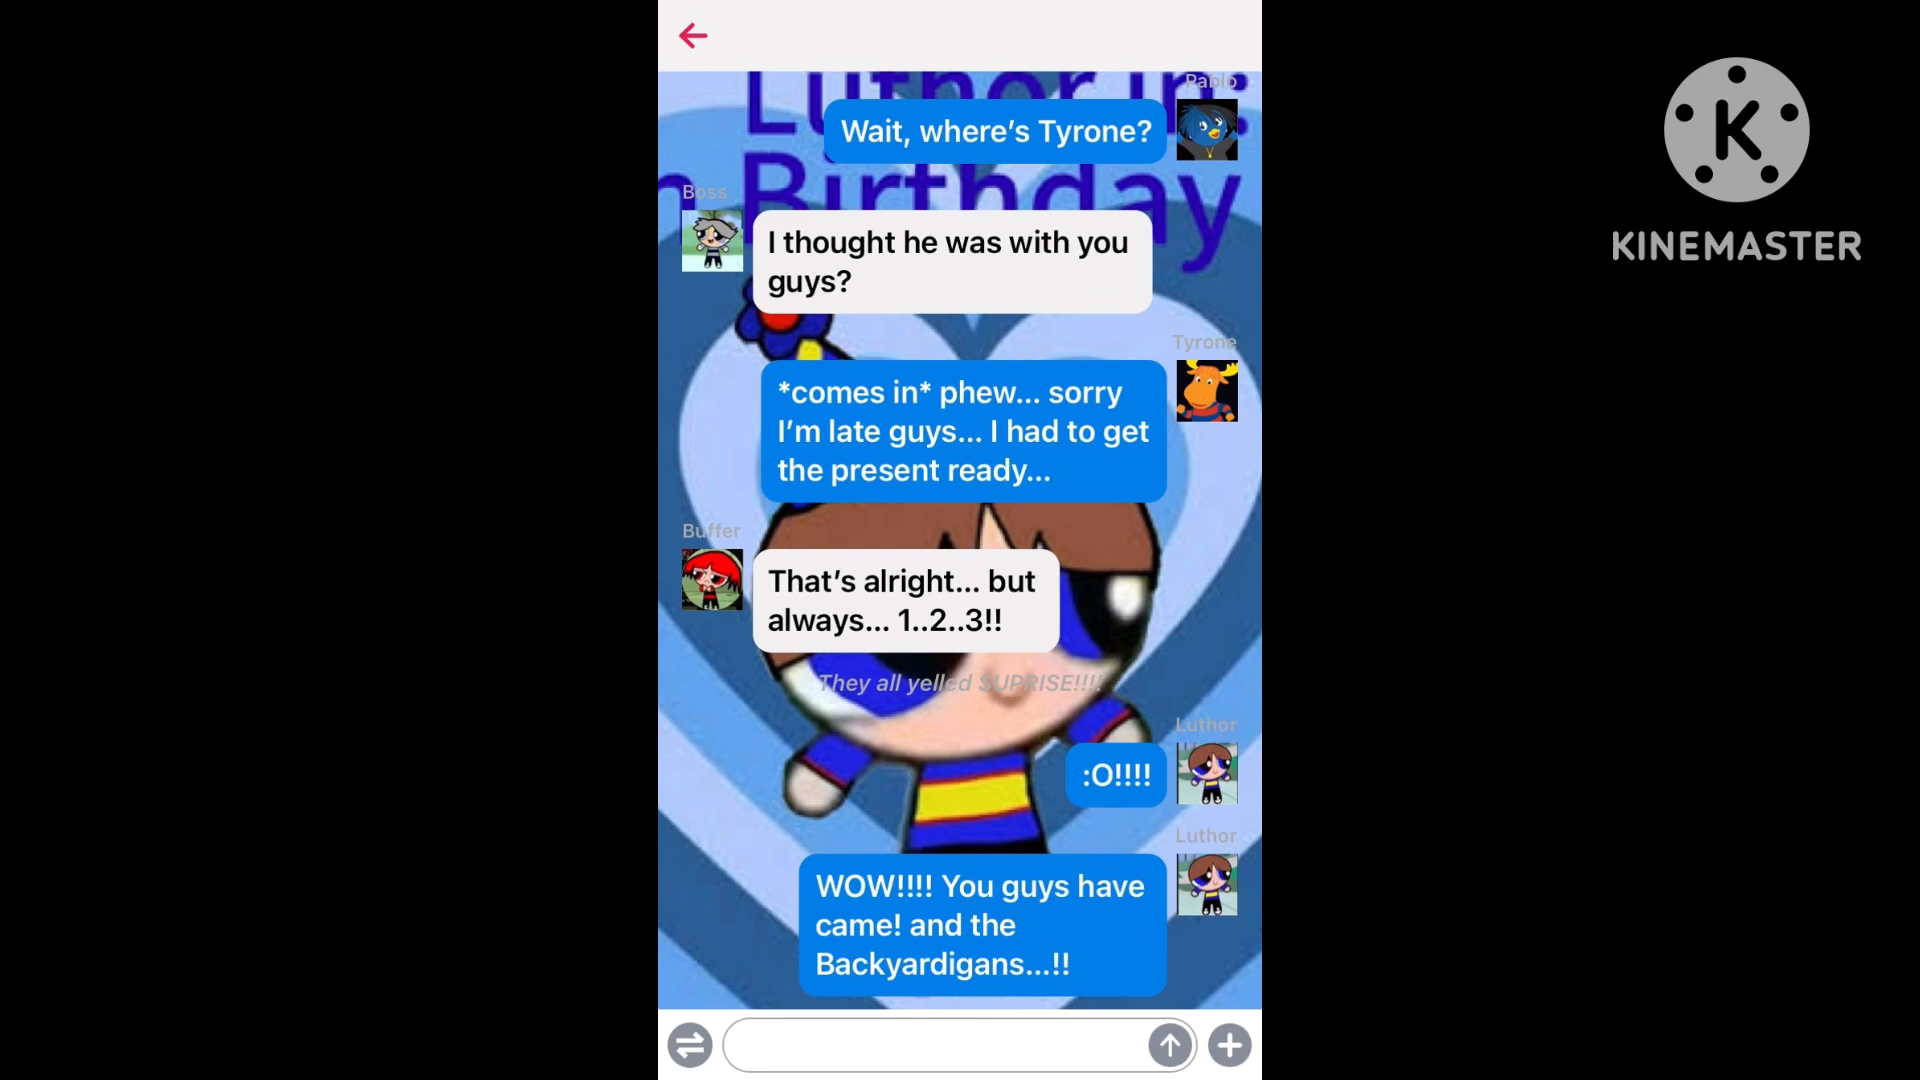 Luthor in:
Pablo
Wait, where's Tyrone?
Birthday
Boss
I thought he was with you
guys?
Tyrone
*comes in* phew... sorry
I'm late guys... I had to get
the present ready...
Buffer
That's alright... but
always... 1..2..3!!
They all yelled SUPRISE!!!!
Luthor
:O!!!!
Luthor
WOW!!!! You guys have
came! and the
Backyardigans...!!
K
KINEMASTER